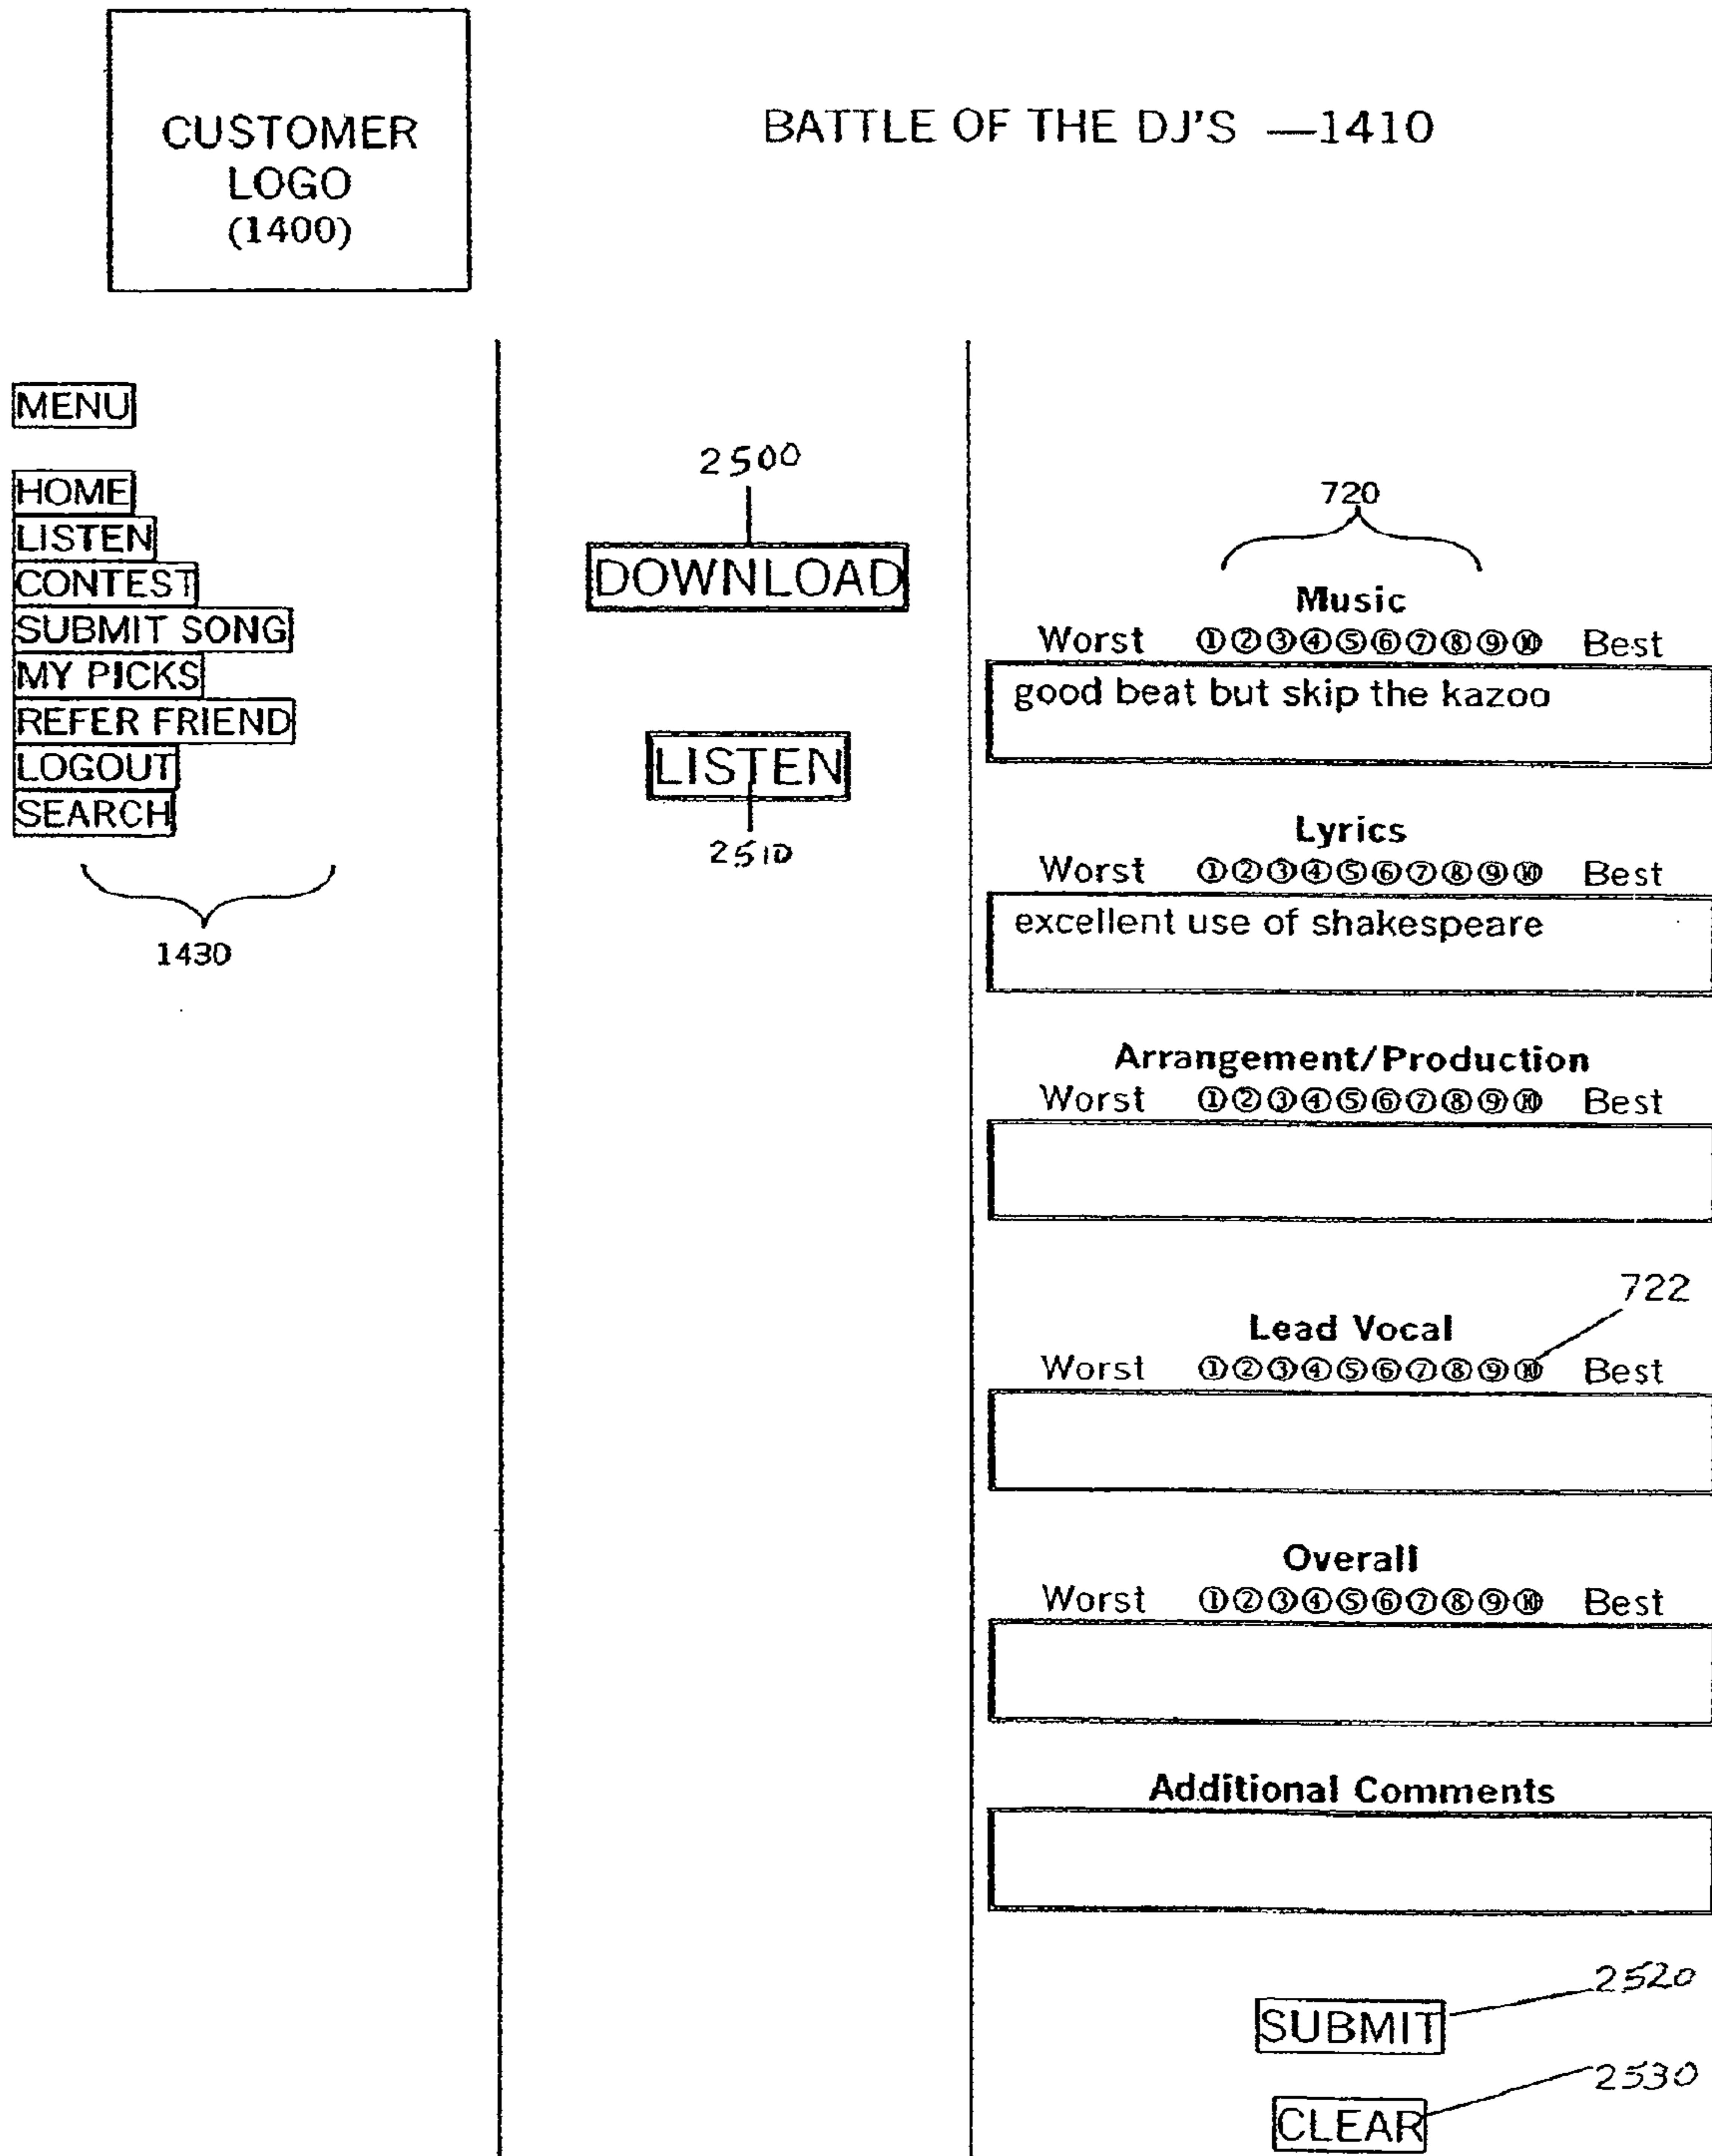 CUSTOMER
LOGO
(1400)
BATTLE OF THE DJ'S —1410
MENU
HOME
LISTEN
CONTEST
SUBMIT SONG
MY PICKS
REFER FRIEND
LOGOUT
SEARCH
1430
2500
DOWNLOAD
LISTEN
2510
720
Music
Worst ①②③④⑤⑥⑦⑧⑨⑩ Best
good beat but skip the kazoo
Lyrics
Worst ①②③④⑤⑥⑦⑧⑨⑩ Best
excellent use of shakespeare
Arrangement/Production
Worst ①②③④⑤⑥⑦⑧⑨⑩ Best
722
Lead Vocal
Worst ①②③④⑤⑥⑦⑧⑨⑩ Best
Overall
Worst ①②③④⑤⑥⑦⑧⑨⑩ Best
Additional Comments
2520
SUBMIT
2530
CLEAR